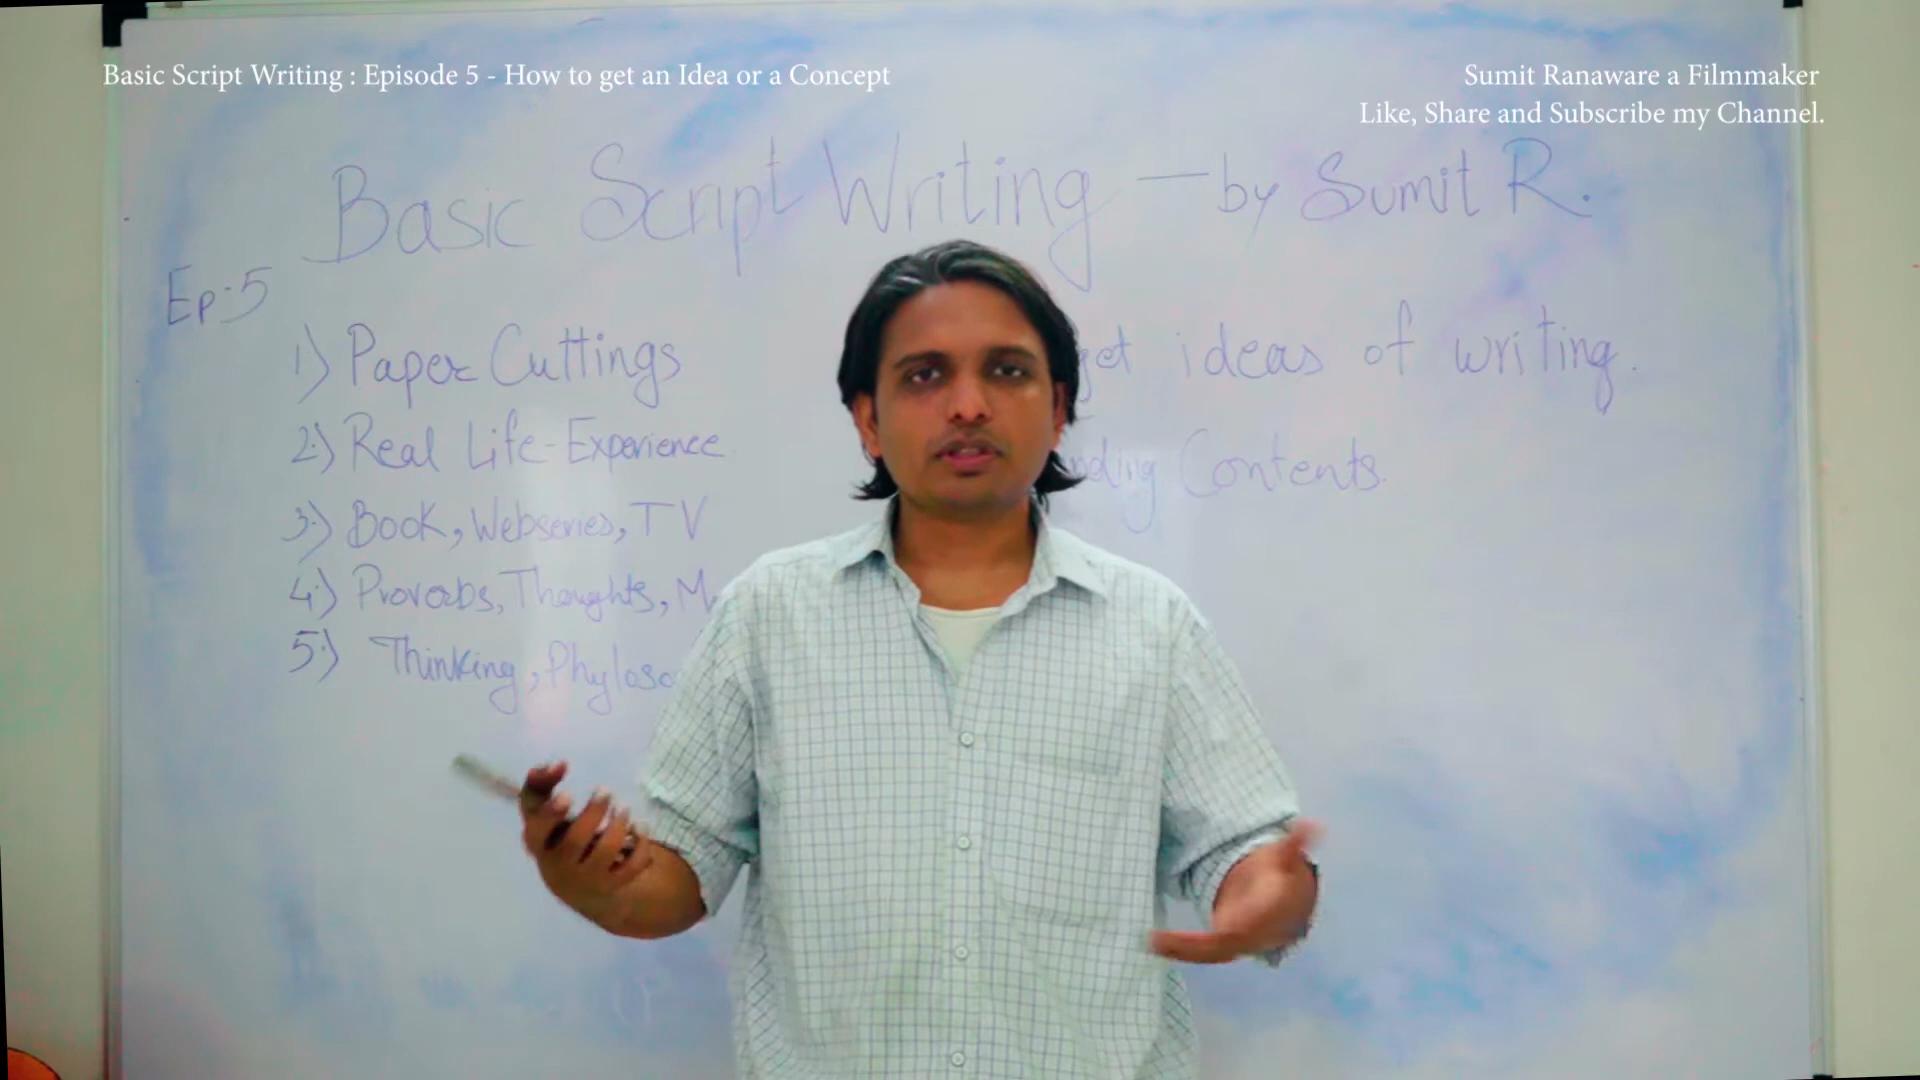 Basic Script Writing : Episode 5 - How to get an Idea or a Concept
Sumit Ranaware a Filmmaker
Like, Share and Subscribe my Channel.
Basic Script Writing - by Sumit R.
Ep:5
1) Paper Cuttings
get ideas of writing.
2) Real Life-Experience
Contents.
3) Book, Webseries, TV
4) Proverbs, Thoughts,
5) Thinking,